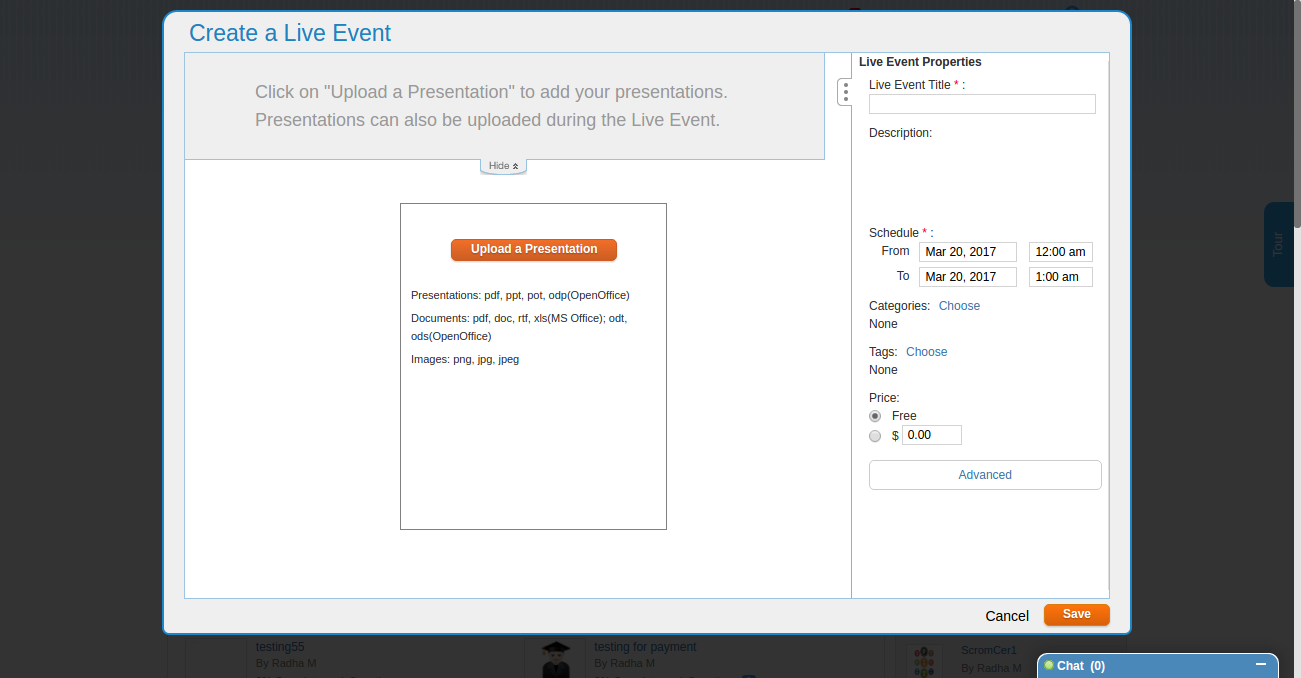 Create a Live Event
Click on "Upload a Presentation" to add your presentations.
Presentations can also be uploaded during the Live Event.
Hide
Upload a Presentation
Presentations: pdf, ppt, pot, odp(OpenOffice)
Documents: pdf, doc, rtf, xls(MS Office); odt,
ods(OpenOffice)
Images: png, jpg, jpeg
Live Event Properties
Live Event Title * :
Description:
Schedule * :
From Mar 20, 2017 12:00 am
To Mar 20, 2017 1:00 am
Categories: Choose
None
Tags: Choose
None
Price:
Free
$ 0.00
Advanced
Cancel Save
Tour
testing55
By Radha M
testing for payment
By Radha M
ScromCer1
By Radha M
Chat (0)